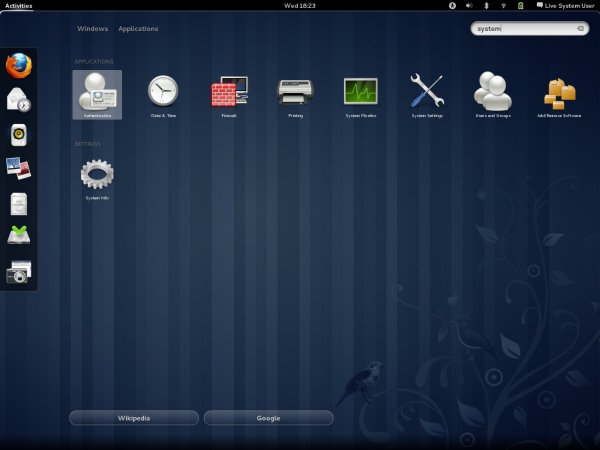 Activities Wed 18:23 Live System User
Windows Applications system
APPLICATIONS
Authentication Date & Time Firewall Printing System Monitor System Settings Users and Groups Add/Remove Software
SETTINGS
System Info
Wikipedia Google